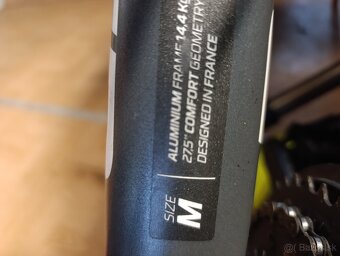 ALUMINIUM FRAME 14,4 KG
27,5" COMFORT GEOMETRY
DESIGNED IN FRANCE
SIZE
M